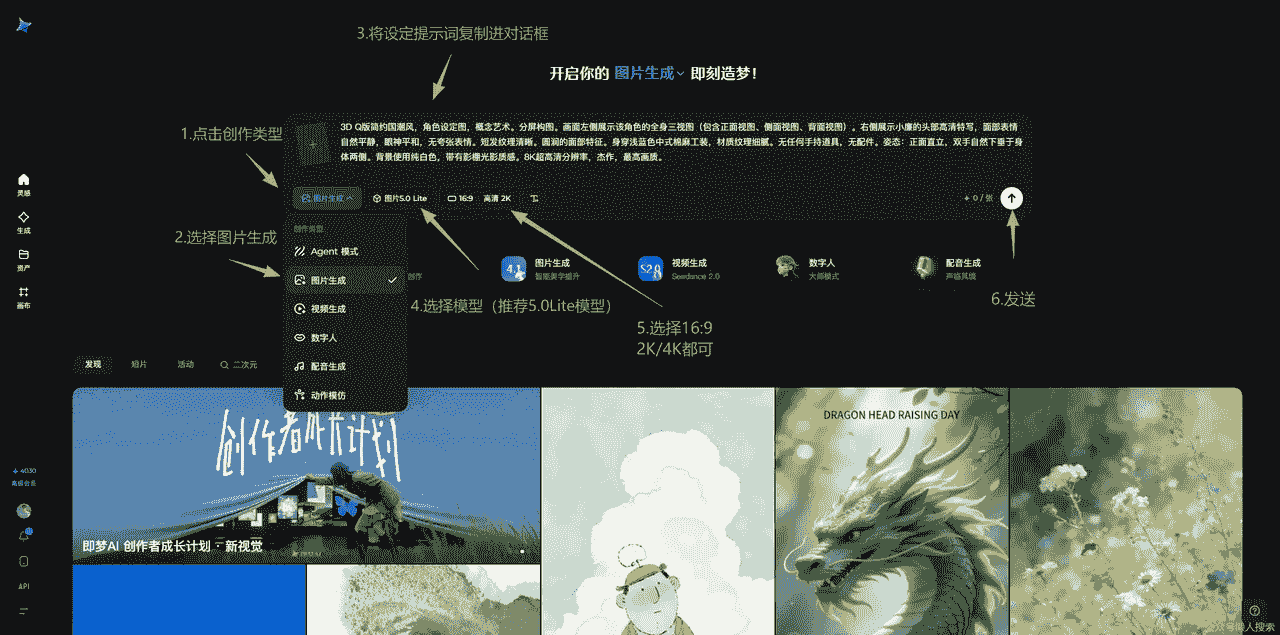 3.将设定提示词复制进对话框
开启你的 图片生成 即刻造梦！
1.点击创作类型
3D Q版简约国潮风，角色设定图，概念艺术。分屏构图。画面左侧展示该角色的全身三视图（包含正面视图、侧面视图、背面视图）。右侧展示小廉的头部高清特写，面部表情
自然平静，眼神平和，无夸张表情。短发纹理清晰。圆润的面部特征。身穿浅蓝色中式棉麻工装，材质纹理细腻。无任何手持道具，无配件。姿态：正面直立，双手自然下垂于身
体两侧。背景使用纯白色，带有影棚光影质感。8K超高清分辨率，杰作，最高画质。
灵感
生成
资产
画布
图片生成
图片5.0 Lite
16:9
高清 2K
0 / 张
2.选择图片生成
创作类型
Agent 模式
图片生成
视频生成
数字人
配音生成
动作模仿
创作
4.1
图片生成
智能美学提升
S2.0
视频生成
Seedance 2.0
数字人
大师模式
配音生成
4.选择模型（推荐5.0Lite模型）
5.选择16:9
2K/4K都可
6.发送
发现
短片
活动
二次元
创作者成长计划
即梦AI 创作者成长计划 · 新视觉
DRAGON HEAD RAISING DAY
4030
高级会员
API